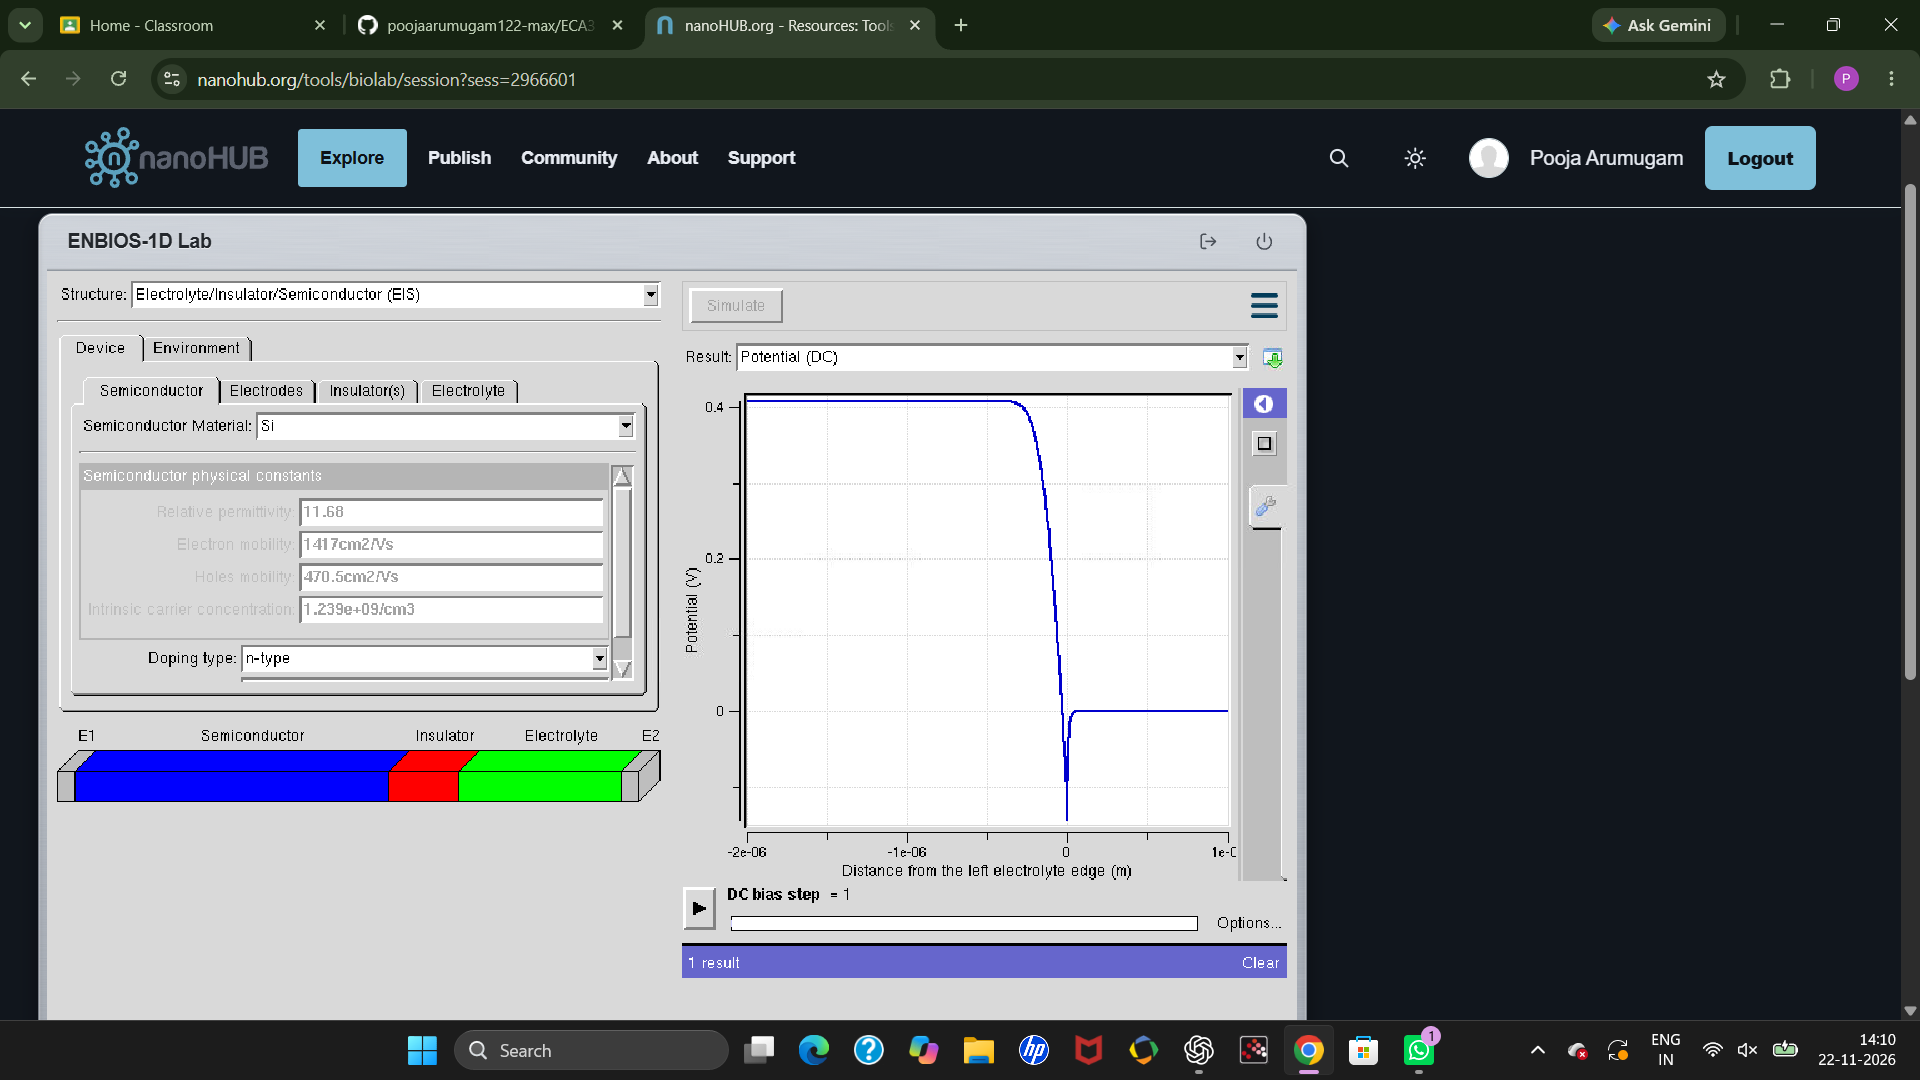 Home - Classroom
poojaarumugam122-max/ECA3
nanoHUB.org - Resources: Tools
Ask Gemini
nanohub.org/tools/biolab/session?sess=2966601
P
nanoHUB
Explore
Publish
Community
About
Support
Pooja Arumugam
Logout
ENBIOS-1D Lab
Structure: Electrolyte/Insulator/Semiconductor (EIS)
Device
Environment
Semiconductor
Electrodes
Insulator(s)
Electrolyte
Semiconductor Material: Si
Semiconductor physical constants
Relative permittivity: 11.68
Electron mobility: 1417cm2/Vs
Holes mobility: 470.5cm2/Vs
Intrinsic carrier concentration: 1.239e+09/cm3
Doping type: n-type
E1 Semiconductor Insulator Electrolyte E2
Simulate
Result: Potential (DC)
0.4
0.2
0
Potential (V)
-2e-06 -1e-06 0 1e-0
Distance from the left electrolyte edge (m)
DC bias step = 1
Options...
1 result
Clear
Search
1
ENG
IN
14:10
22-11-2026